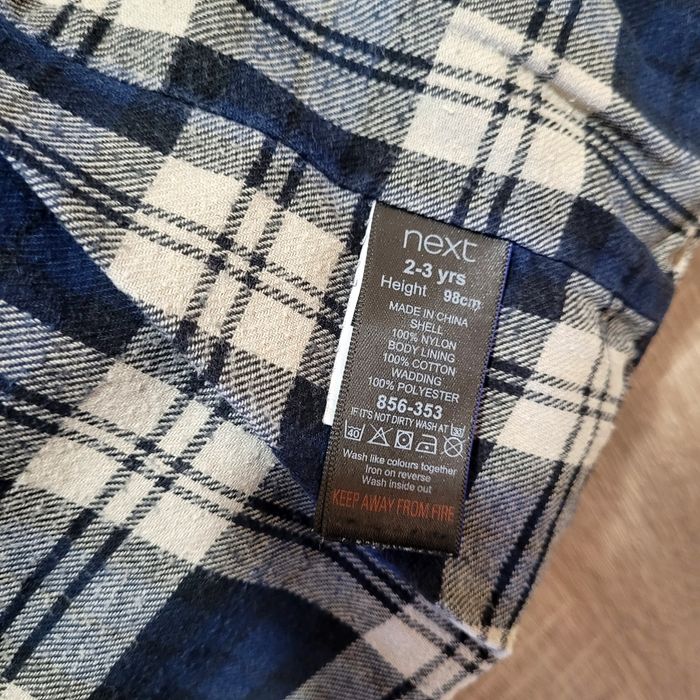 next
2-3 yrs
Height 98cm
MADE IN CHINA
SHELL
100% NYLON
BODY LINING
100% COTTON
WADDING
100% POLYESTER
856-353
IF IT'S NOT DIRTY WASH AT 30
40
Wash like colours together
Iron on reverse
Wash inside out
KEEP AWAY FROM FIRE